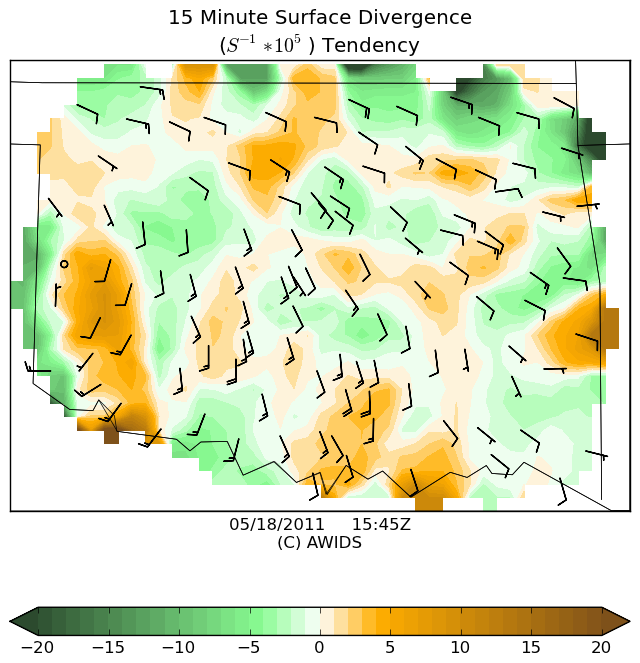 15 Minute Surface Divergence
(S⁻¹ ∗10⁵ ) Tendency
05/18/2011 15:45Z
(C) AWIDS
−20 −15 −10 −5 0 5 10 15 20